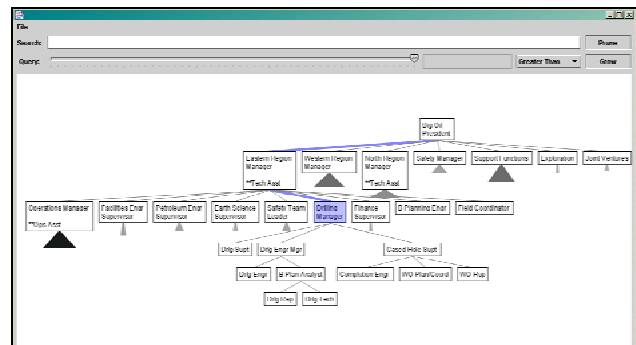 File
Search:
Prune
Query:
Greater Than
Grow
Big Oil
President
Eastern Region
Manager
**Tech Asst
Western Region
Manager
North Region
Manager
**Tech Asst
Safety Manager
Support Functions
Exploration
Joint Ventures
Operations Manager
**Ops Asst
Facilities Engr
Supervisor
Petroleum Engr
Supervisor
Earth Science
Supervisor
Safety Team
Leader
Drilling
Manager
Finance
Supervisor
B Planning Engr
Field Coordinator
Drlg Supt
Drlg Engr Mgr
Cased Hole Supt
Drlg Engr
B Plan Analyst
Completion Engr
WO Plan/Coord
WO Rep
Drlg Rep
Drlg Tech